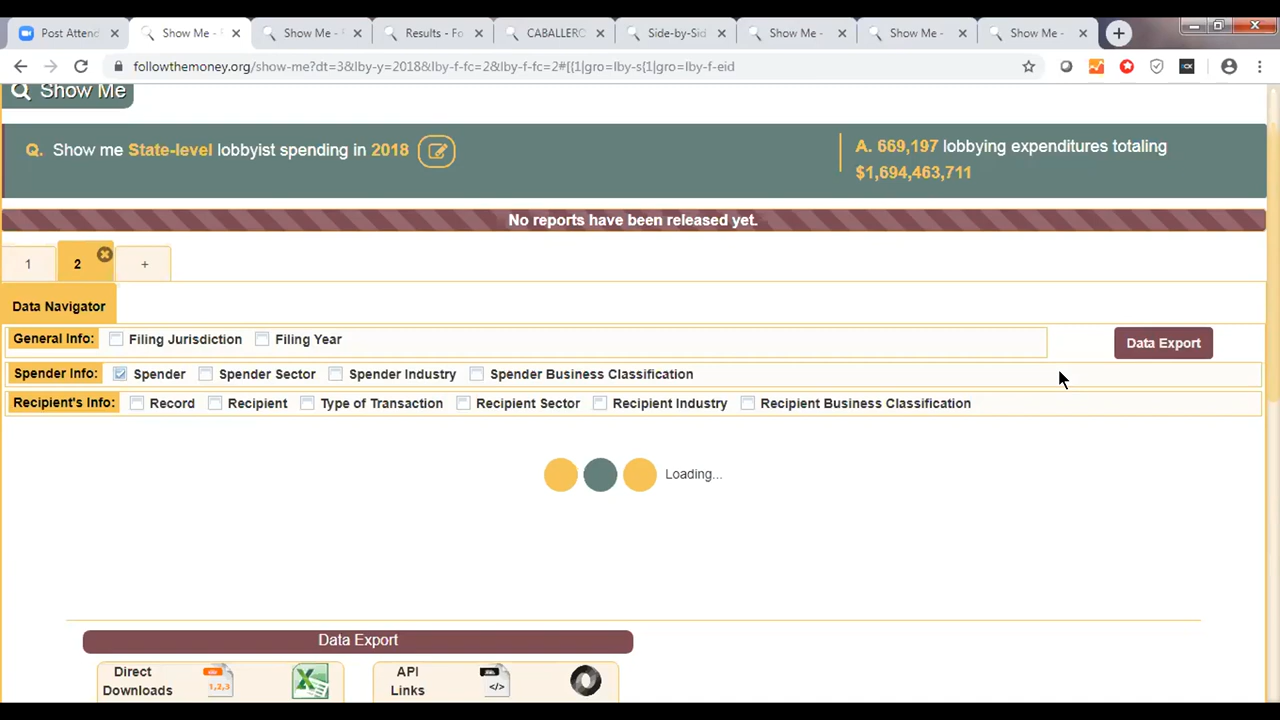 Post Attend
Show Me -
Show Me -
Results - Fo
CABALLERC
Side-by-Sid
Show Me -
Show Me -
Show Me -
followthemoney.org/show-me?dt=3&lby-y=2018&lby-f-fc=2&lby-f-fc=2#[{1|gro=lby-s{1|gro=lby-f-eid
Show Me
Q. Show me State-level lobbyist spending in 2018
A. 669,197 lobbying expenditures totaling
$1,694,463,711
No reports have been released yet.
1
2
+
Data Navigator
General Info: Filing Jurisdiction Filing Year
Data Export
Spender Info: Spender Spender Sector Spender Industry Spender Business Classification
Recipient's Info: Record Recipient Type of Transaction Recipient Sector Recipient Industry Recipient Business Classification
Loading...
Data Export
Direct
Downloads
1,2,3
API
Links
</>